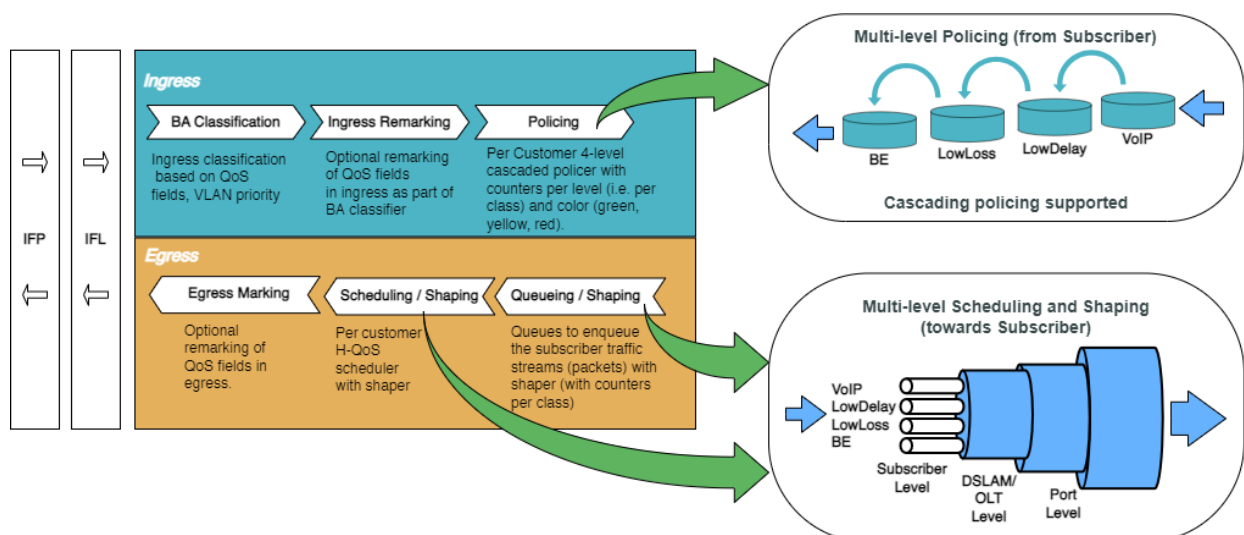 IFP
IFL
Ingress
BA Classification
Ingress Remarking
Policing
Ingress classification
based on QoS
fields, VLAN priority
Optional remarking
of QoS fields
in ingress as part of
BA classifier
Per Customer 4-level
cascaded policer with
counters per level (i.e. per
class) and color (green,
yellow, red).
Egress
Egress Marking
Scheduling / Shaping
Queueing / Shaping
Optional
remarking of
QoS fields in
egress.
Per customer
H-QoS
scheduler
with shaper
Queues to enqueue
the subscriber traffic
streams (packets) with
shaper (with counters
per class)
Multi-level Policing (from Subscriber)
BE
LowLoss
LowDelay
VoIP
Cascading policing supported
Multi-level Scheduling and Shaping
(towards Subscriber)
VoIP
LowDelay
LowLoss
BE
Subscriber
Level
DSLAM/
OLT
Level
Port
Level